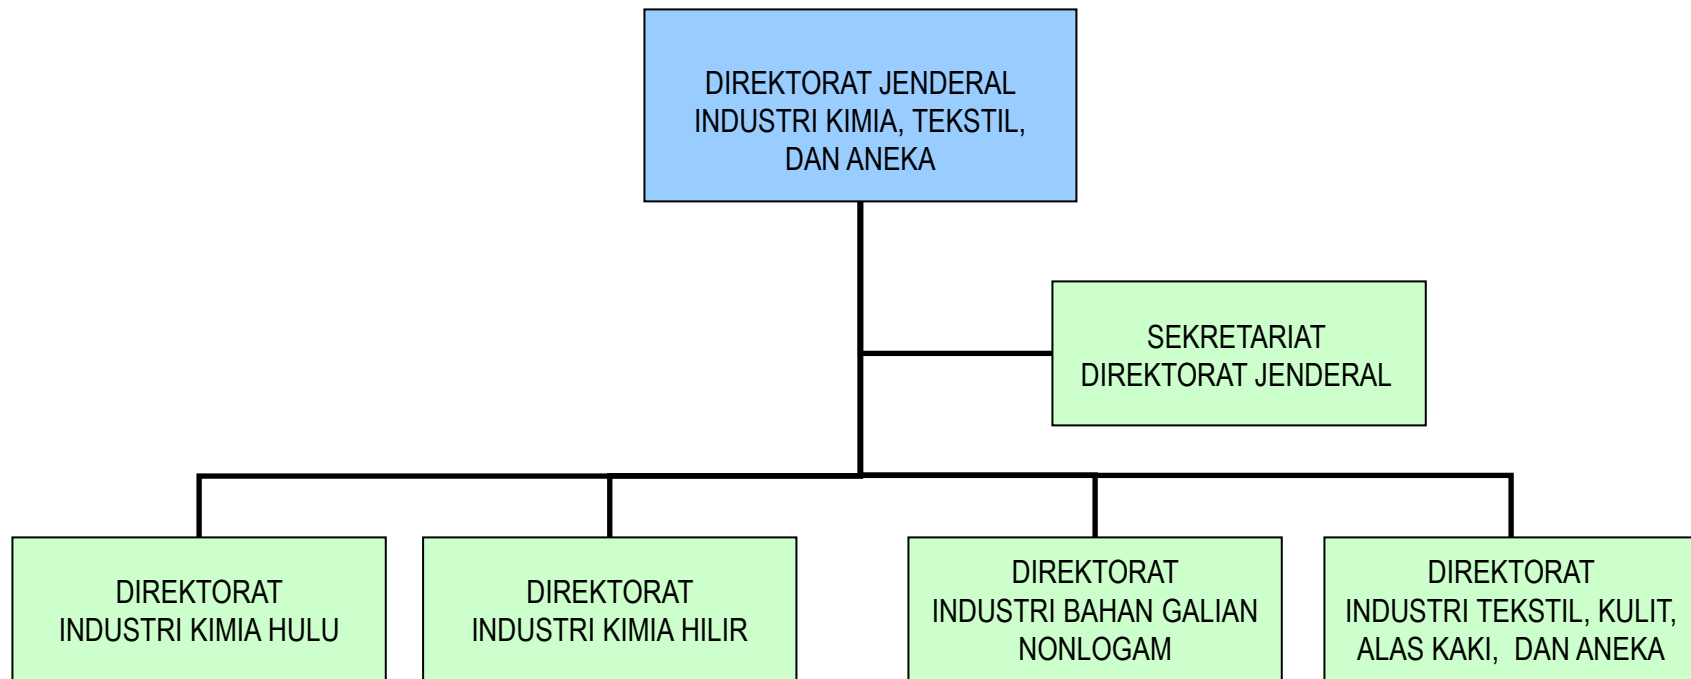 DIREKTORAT JENDERAL
INDUSTRI KIMIA, TEKSTIL,
DAN ANEKA
SEKRETARIAT
DIREKTORAT JENDERAL
DIREKTORAT
INDUSTRI KIMIA HULU
DIREKTORAT
INDUSTRI KIMIA HILIR
DIREKTORAT
INDUSTRI BAHAN GALIAN
NONLOGAM
DIREKTORAT
INDUSTRI TEKSTIL, KULIT,
ALAS KAKI, DAN ANEKA